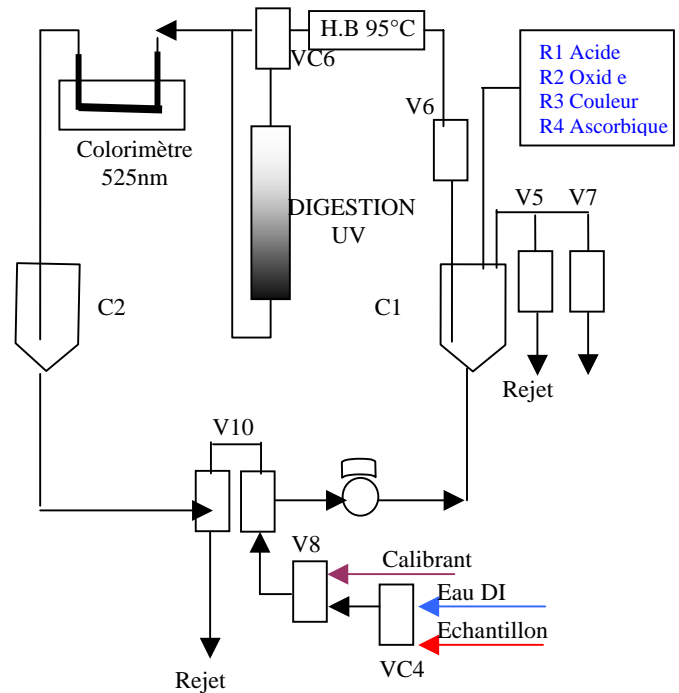 H.B 95°C
VC6
R1 Acide
R2 Oxid e
R3 Couleur
R4 Ascorbique
V6
Colorimètre
525nm
DIGESTION
UV
V5
V7
C2
C1
Rejet
V10
V8
Calibrant
Eau DI
Echantillon
VC4
Rejet